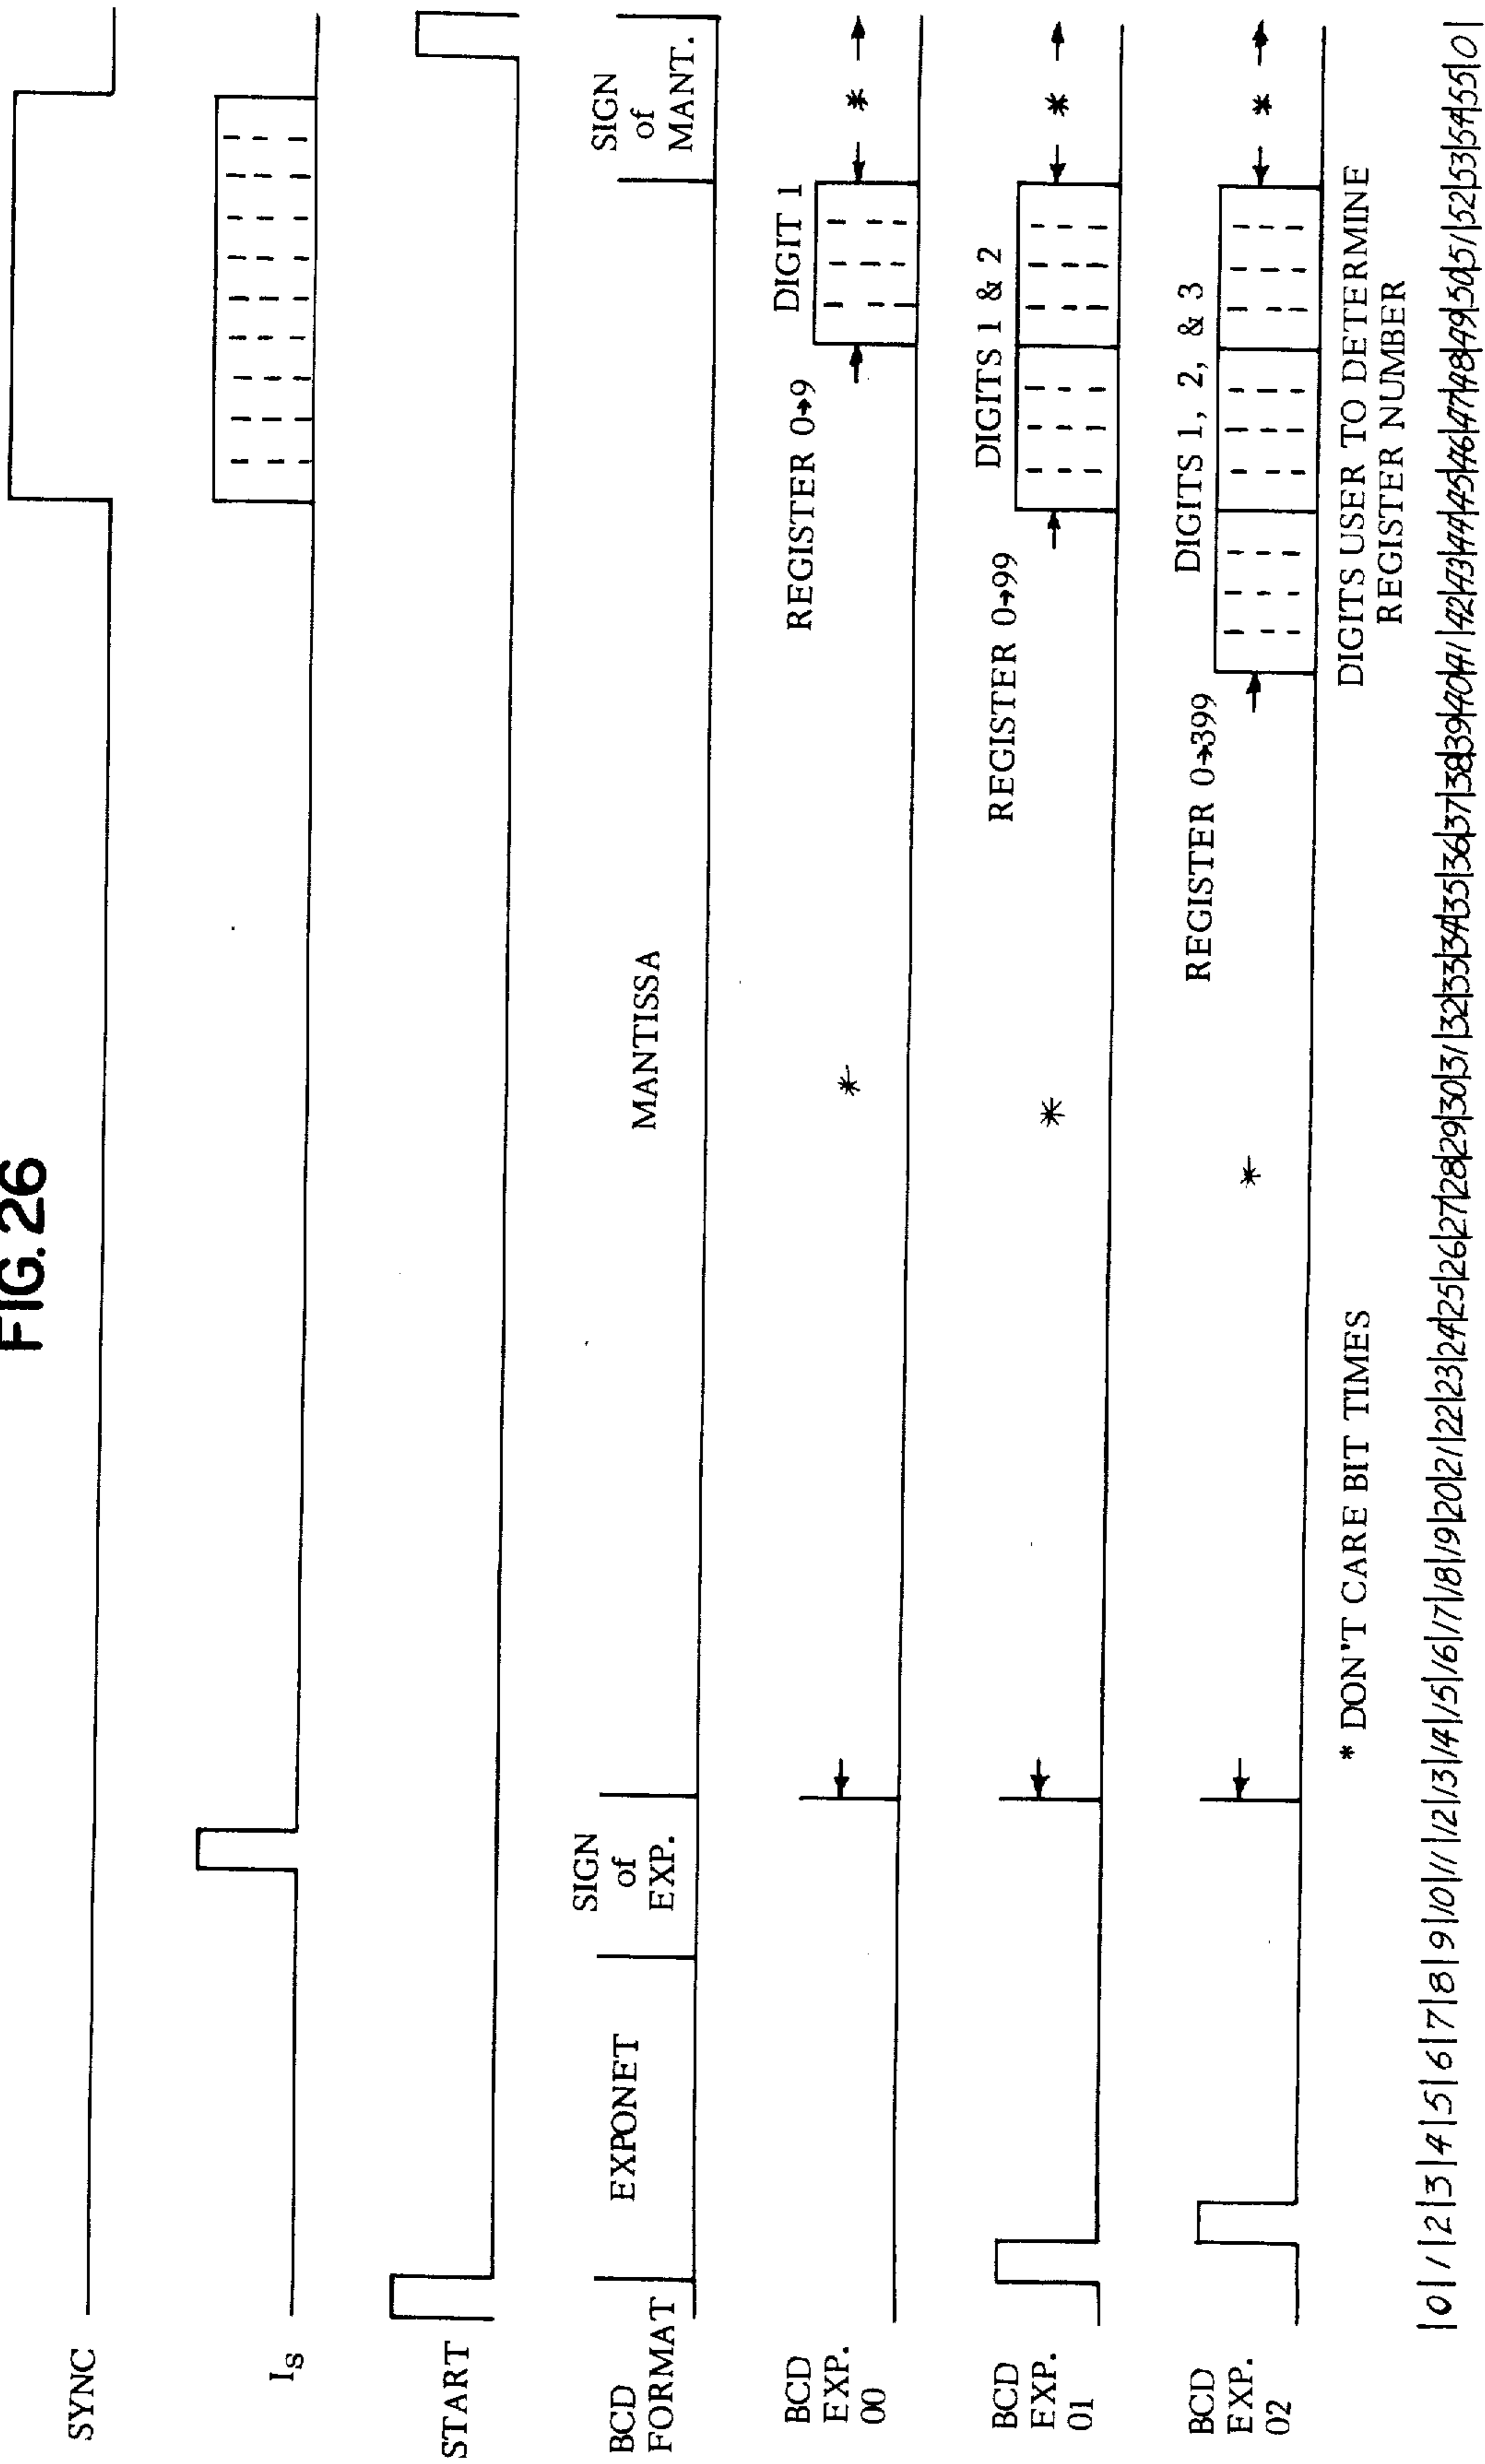 FIG. 26
SYNC
IS
START
BCD
FORMAT
EXPONET
SIGN
of
EXP.
MANTISSA
SIGN
of
MANT.
BCD
EXP.
00
*
REGISTER 0→9
DIGIT 1
*
BCD
EXP.
01
*
REGISTER 0→99
DIGITS 1 & 2
*
BCD
EXP.
02
*
REGISTER 0→399
DIGITS 1, 2, & 3
*
* DON'T CARE BIT TIMES
DIGITS USER TO DETERMINE
REGISTER NUMBER
|0|1|2|3|4|5|6|7|8|9|10|11|12|13|14|15|16|17|18|19|20|21|22|23|24|25|26|27|28|29|30|31|32|33|34|35|36|37|38|39|40|41|42|43|44|45|46|47|48|49|50|51|52|53|54|55|0|